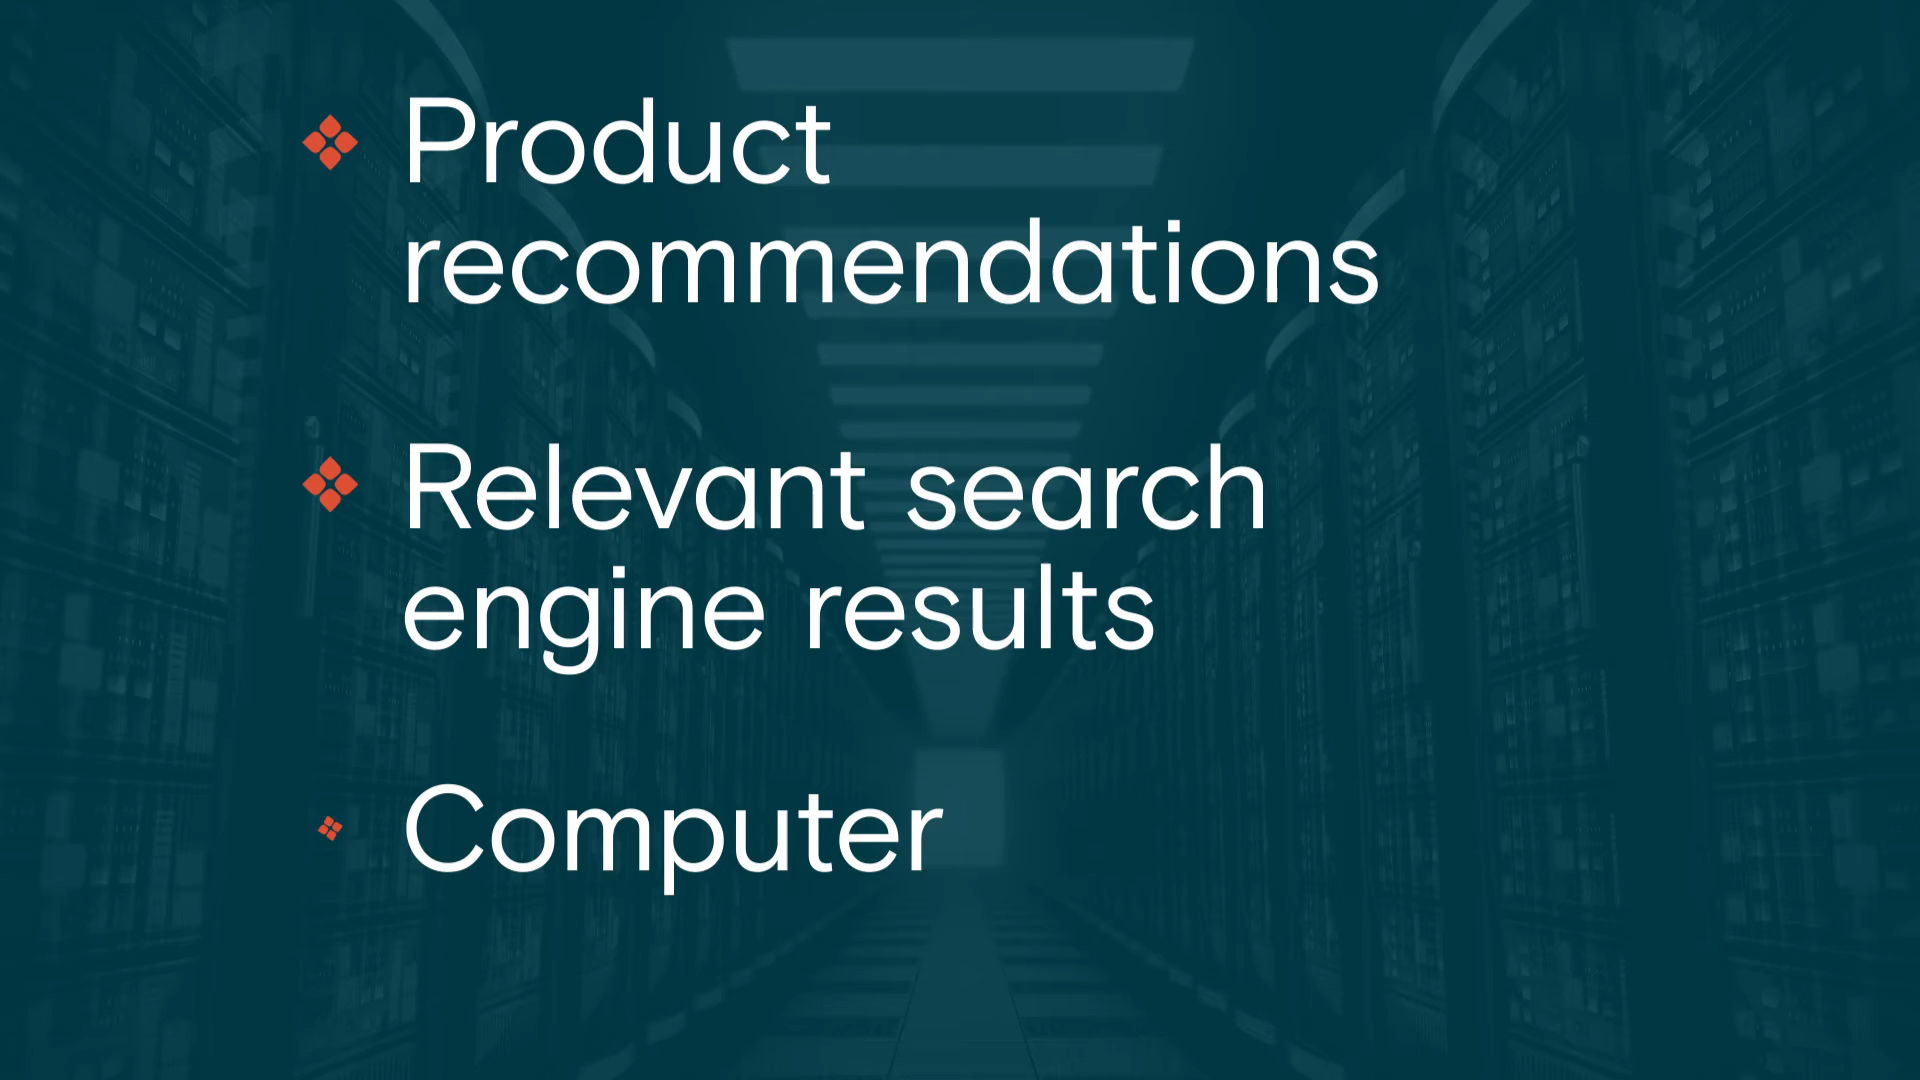 Product
recommendations
Relevant search
engine results
Computer